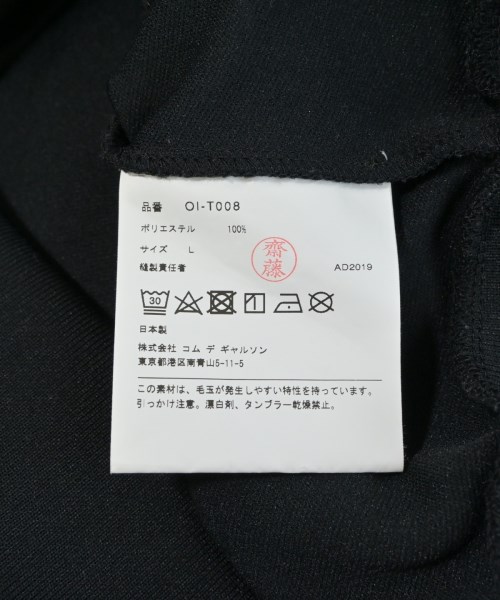 品番 OI-T008
ポリエステル 100%
サイズ L
縫製責任者 齋藤 AD2019
30
日本製
株式会社 コム デ ギャルソン
東京都港区南青山5-11-5
この素材は、毛玉が発生しやすい特性を持っています。
引っかけ注意。漂白剤、タンブラー乾燥禁止。